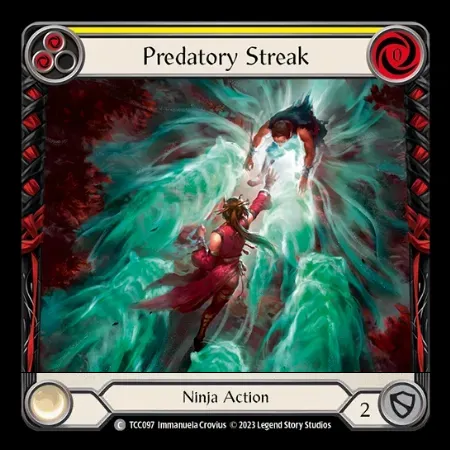 Predatory Streak
0
Ninja Action
2
C TCC097 Immanuela Crovius © 2023 Legend Story Studios